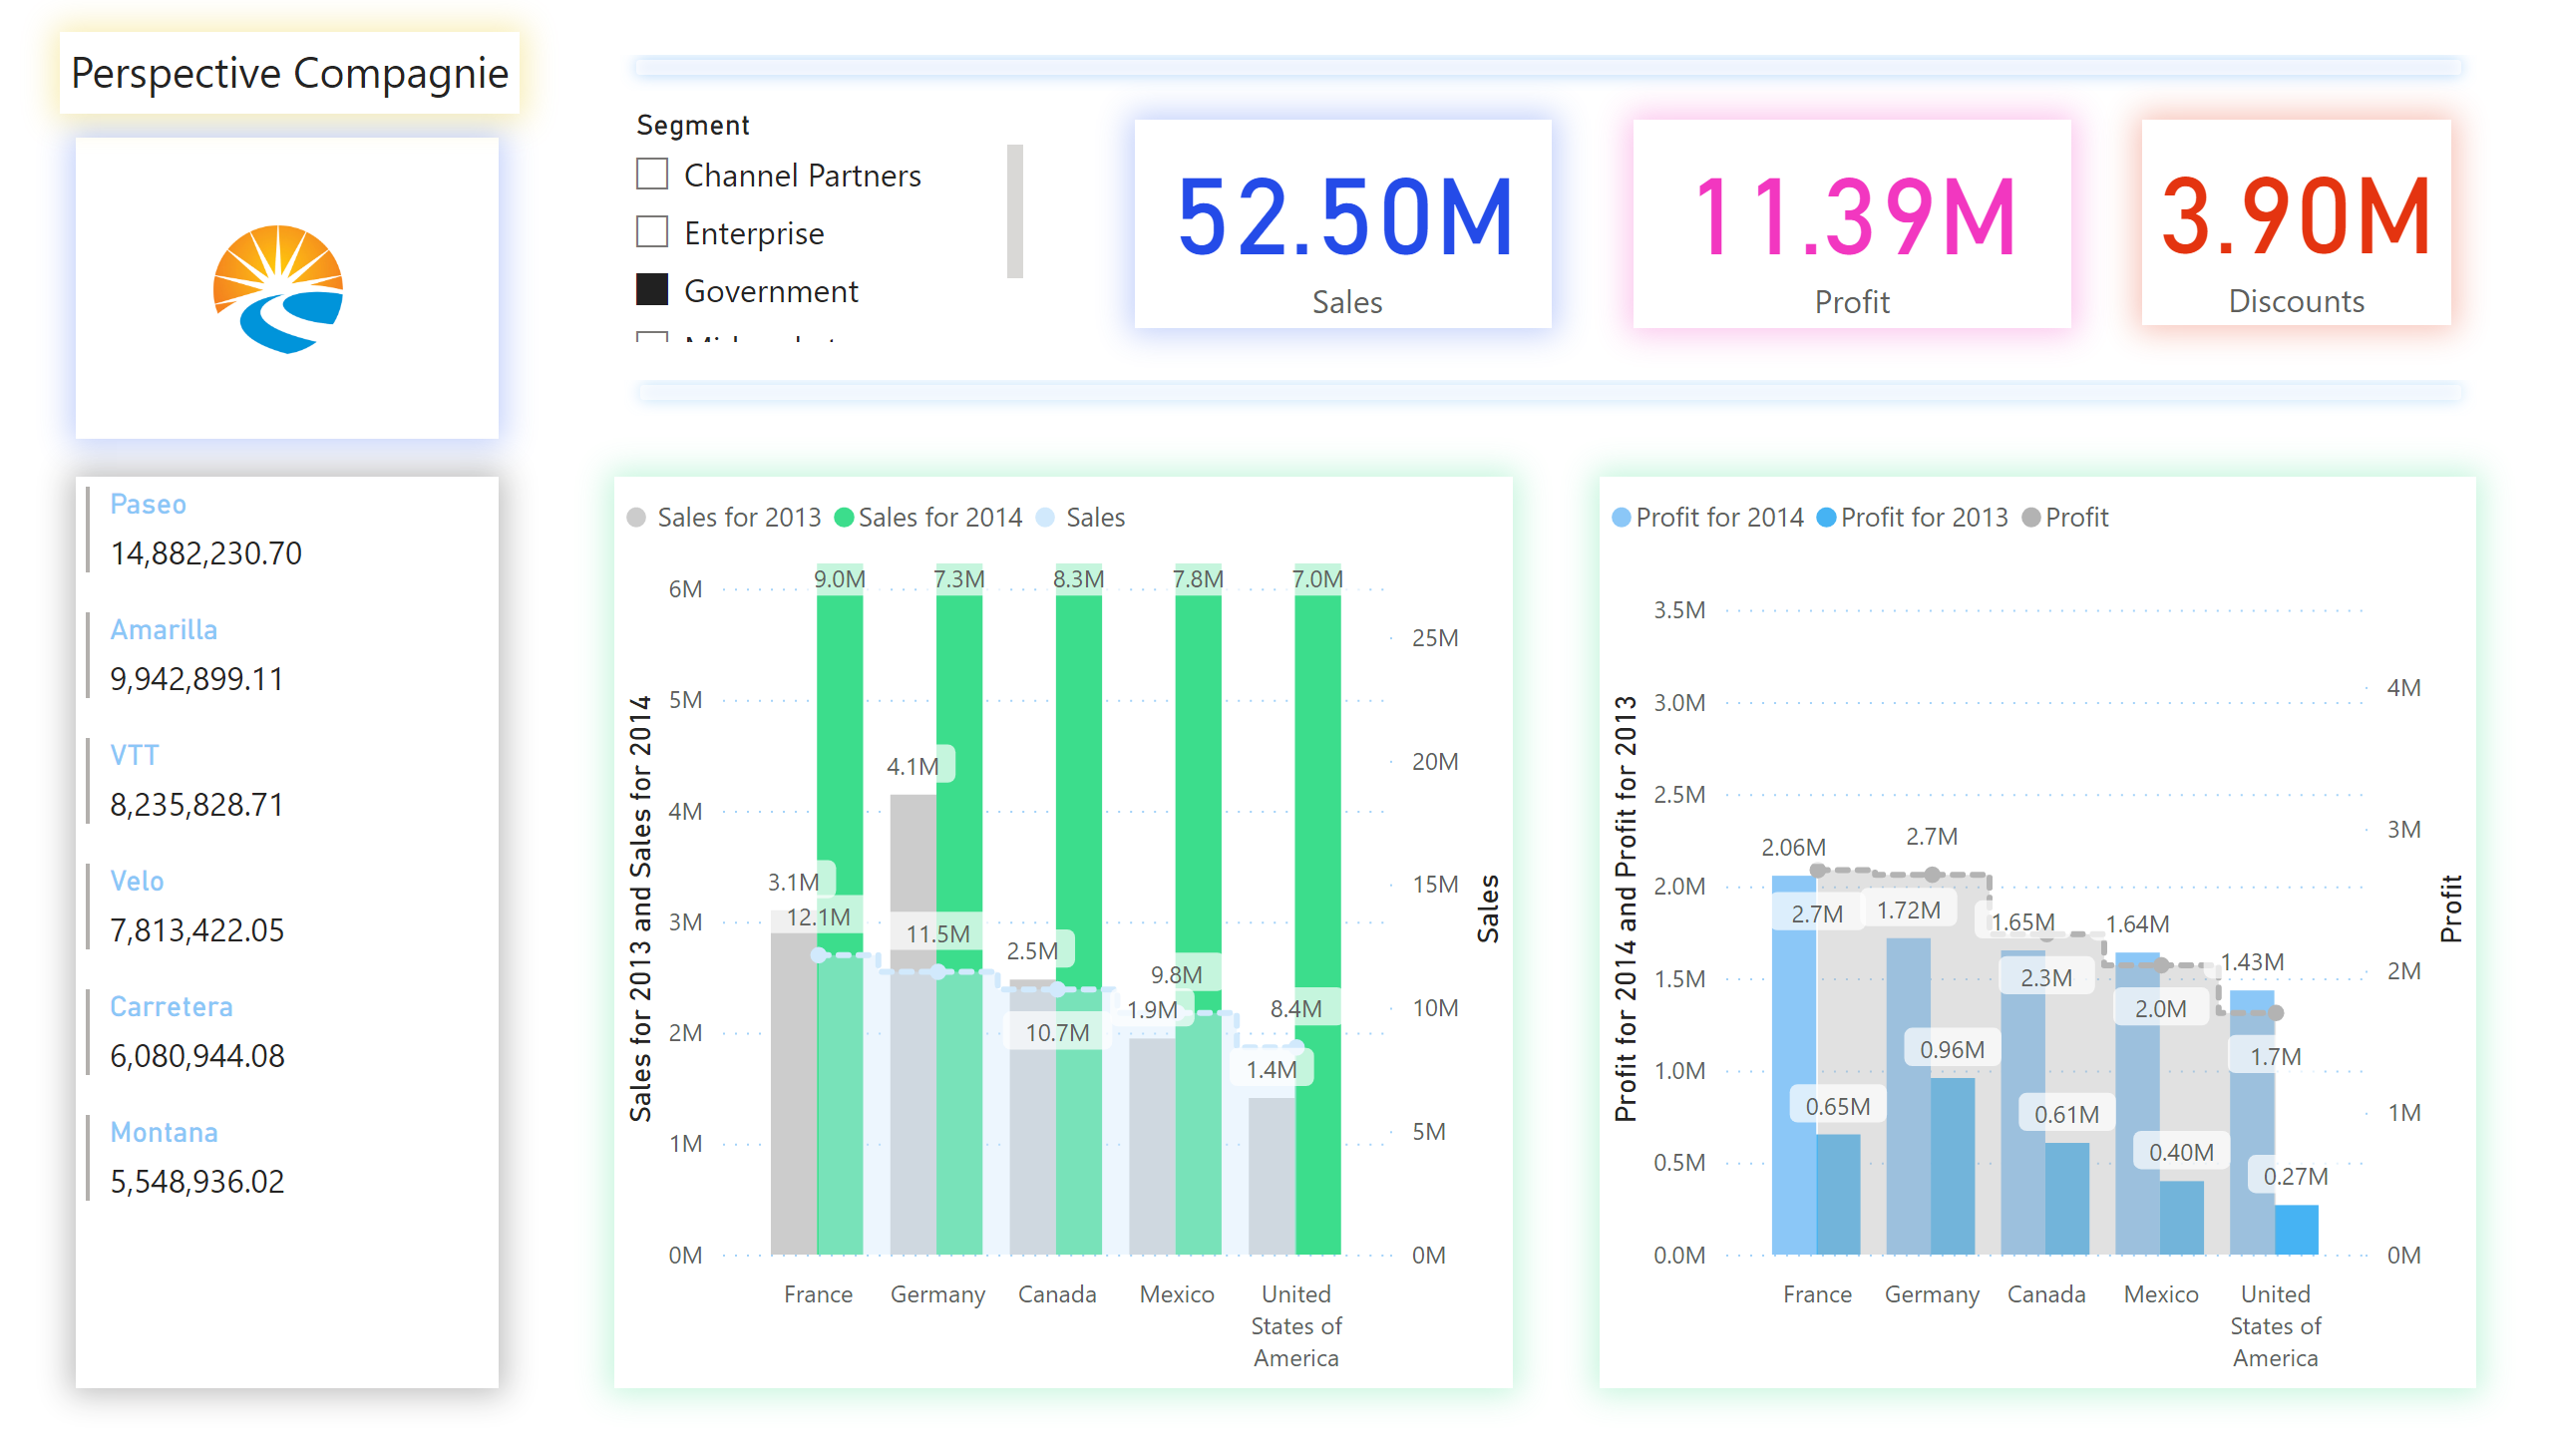 Perspective Compagnie
Segment
Channel Partners
Enterprise
Government
52.50M
Sales
11.39M
Profit
3.90M
Discounts
Paseo
14,882,230.70
Amarilla
9,942,899.11
VTT
8,235,828.71
Velo
7,813,422.05
Carretera
6,080,944.08
Montana
5,548,936.02
Sales for 2013 Sales for 2014 Sales
Sales for 2013 and Sales for 2014
6M
5M
4M
3M
2M
1M
0M
9.0M 7.3M 8.3M 7.8M 7.0M
4.1M
3.1M
12.1M
11.5M
2.5M
9.8M
1.9M
8.4M
10.7M
1.4M
25M
20M
15M
10M
5M
0M
Sales
France Germany Canada Mexico United
States of
America
Profit for 2014 Profit for 2013 Profit
Profit for 2014 and Profit for 2013
3.5M
3.0M
2.5M
2.0M
1.5M
1.0M
0.5M
0.0M
2.06M
2.7M
2.7M
1.72M
1.65M
1.64M
1.43M
2.3M
2.0M
1.7M
0.65M
0.96M
0.61M
0.40M
0.27M
4M
3M
2M
1M
0M
Profit
France Germany Canada Mexico United
States of
America